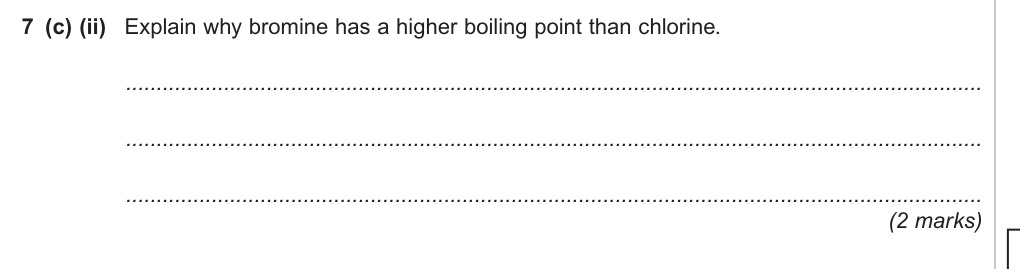 7 (c) (ii) Explain why bromine has a higher boiling point than chlorine.
(2 marks)